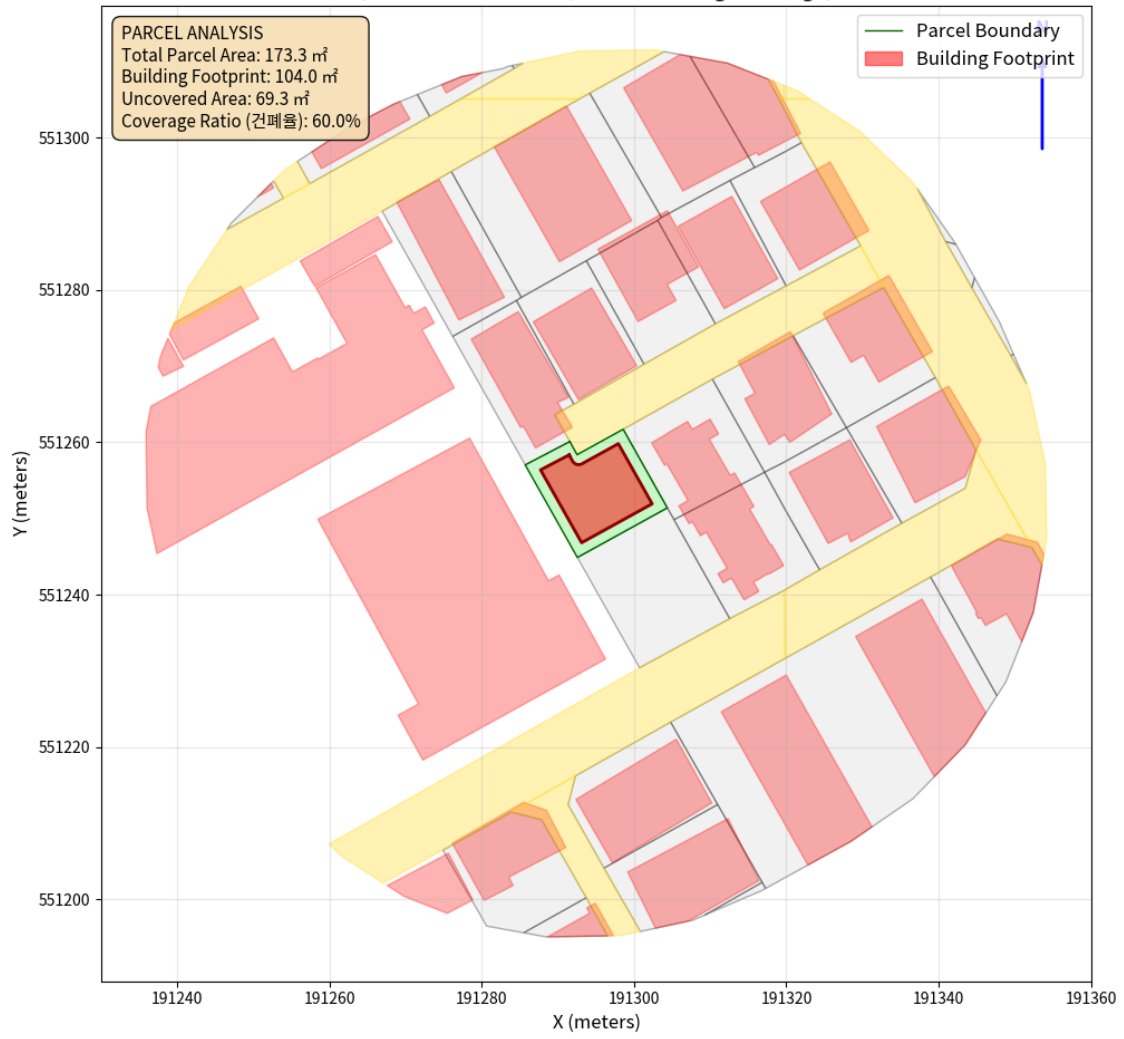 PARCEL ANALYSIS
Total Parcel Area: 173.3 ㎡
Building Footprint: 104.0 ㎡
Uncovered Area: 69.3 ㎡
Coverage Ratio (건폐율): 60.0%
Parcel Boundary
Building Footprint
N
551300
551280
551260
551240
551220
551200
Y (meters)
191240
191260
191280
191300
191320
191340
191360
X (meters)